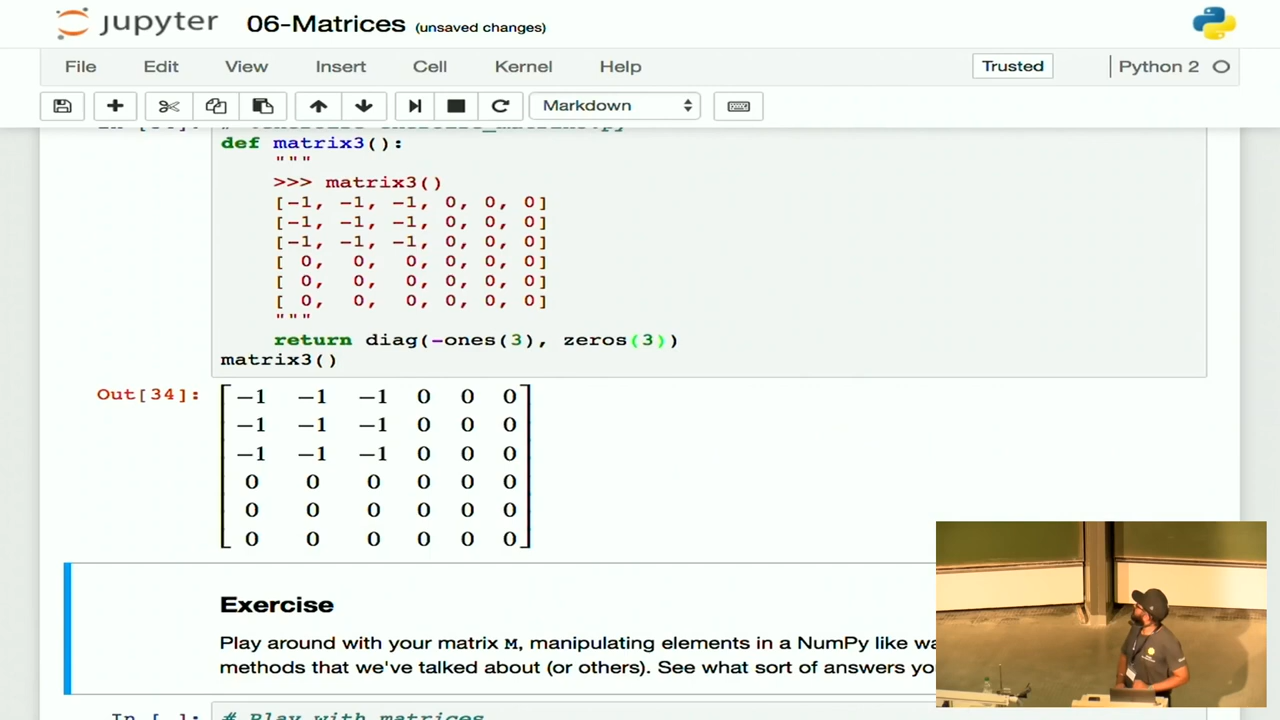 jupyter 06-Matrices (unsaved changes)
File Edit View Insert Cell Kernel Help Trusted Python 2
Markdown
def matrix3():
"""
>>> matrix3()
[-1, -1, -1, 0, 0, 0]
[-1, -1, -1, 0, 0, 0]
[-1, -1, -1, 0, 0, 0]
[ 0, 0, 0, 0, 0, 0]
[ 0, 0, 0, 0, 0, 0]
[ 0, 0, 0, 0, 0, 0]
"""
return diag(-ones(3), zeros(3))
matrix3()
Out[34]:
−1 −1 −1 0 0 0
−1 −1 −1 0 0 0
−1 −1 −1 0 0 0
0 0 0 0 0 0
0 0 0 0 0 0
0 0 0 0 0 0
Exercise
Play around with your matrix M, manipulating elements in a NumPy like wa
methods that we've talked about (or others). See what sort of answers yo
In [ ]: # Play with matrices